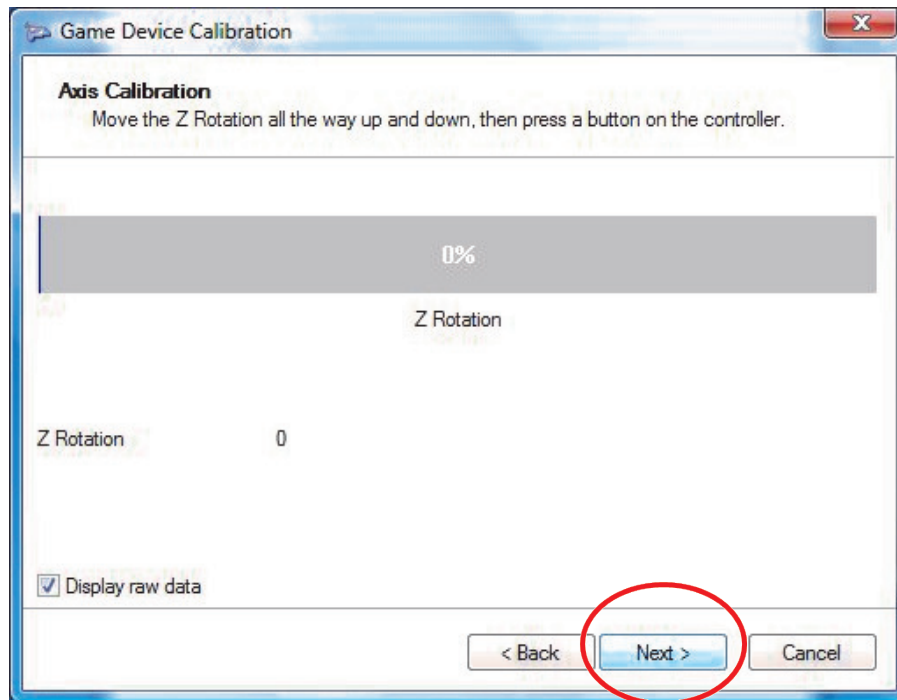 Game Device Calibration
Axis Calibration
Move the Z Rotation all the way up and down, then press a button on the controller.
0%
Z Rotation
Z Rotation 0
Display raw data
< Back Next > Cancel